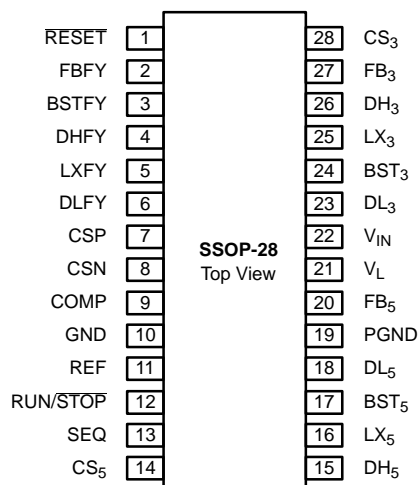 RESET 1 28 CS3
FBFY 2 27 FB3
BSTFY 3 26 DH3
DHFY 4 25 LX3
LXFY 5 24 BST3
DLFY 6 23 DL3
CSP 7 22 VIN
CSN 8 21 VL
COMP 9 20 FB5
GND 10 19 PGND
REF 11 18 DL5
RUN/STOP 12 17 BST5
SEQ 13 16 LX5
CS5 14 15 DH5
SSOP-28
Top View